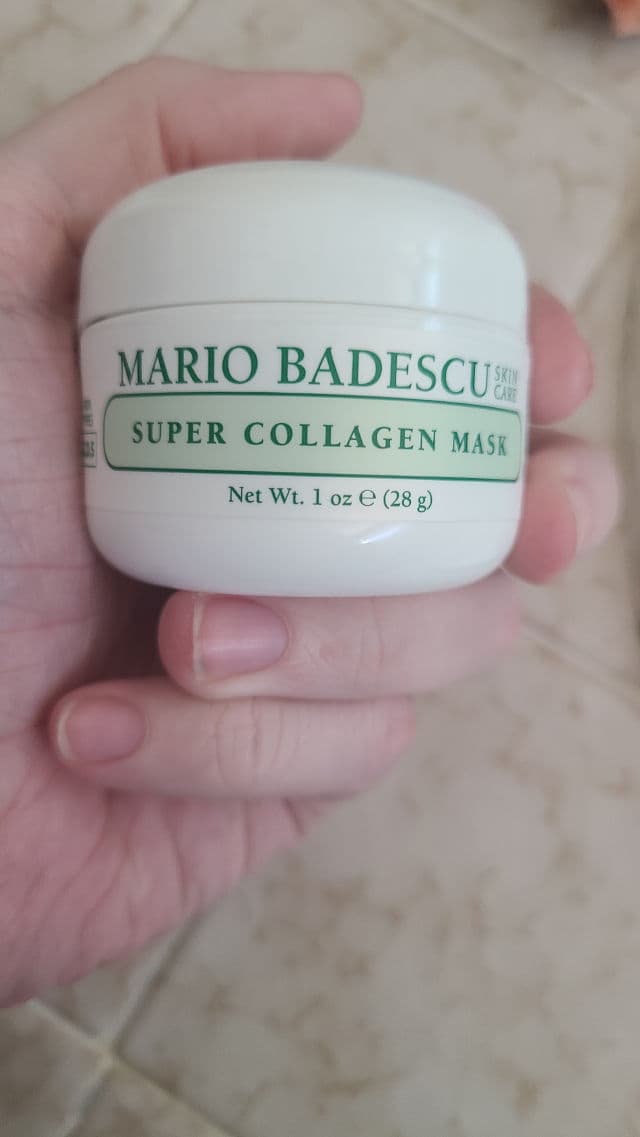 MARIO BADESCU SKIN CARE
SUPER COLLAGEN MASK
Net Wt. 1 oz ℮ (28 g)